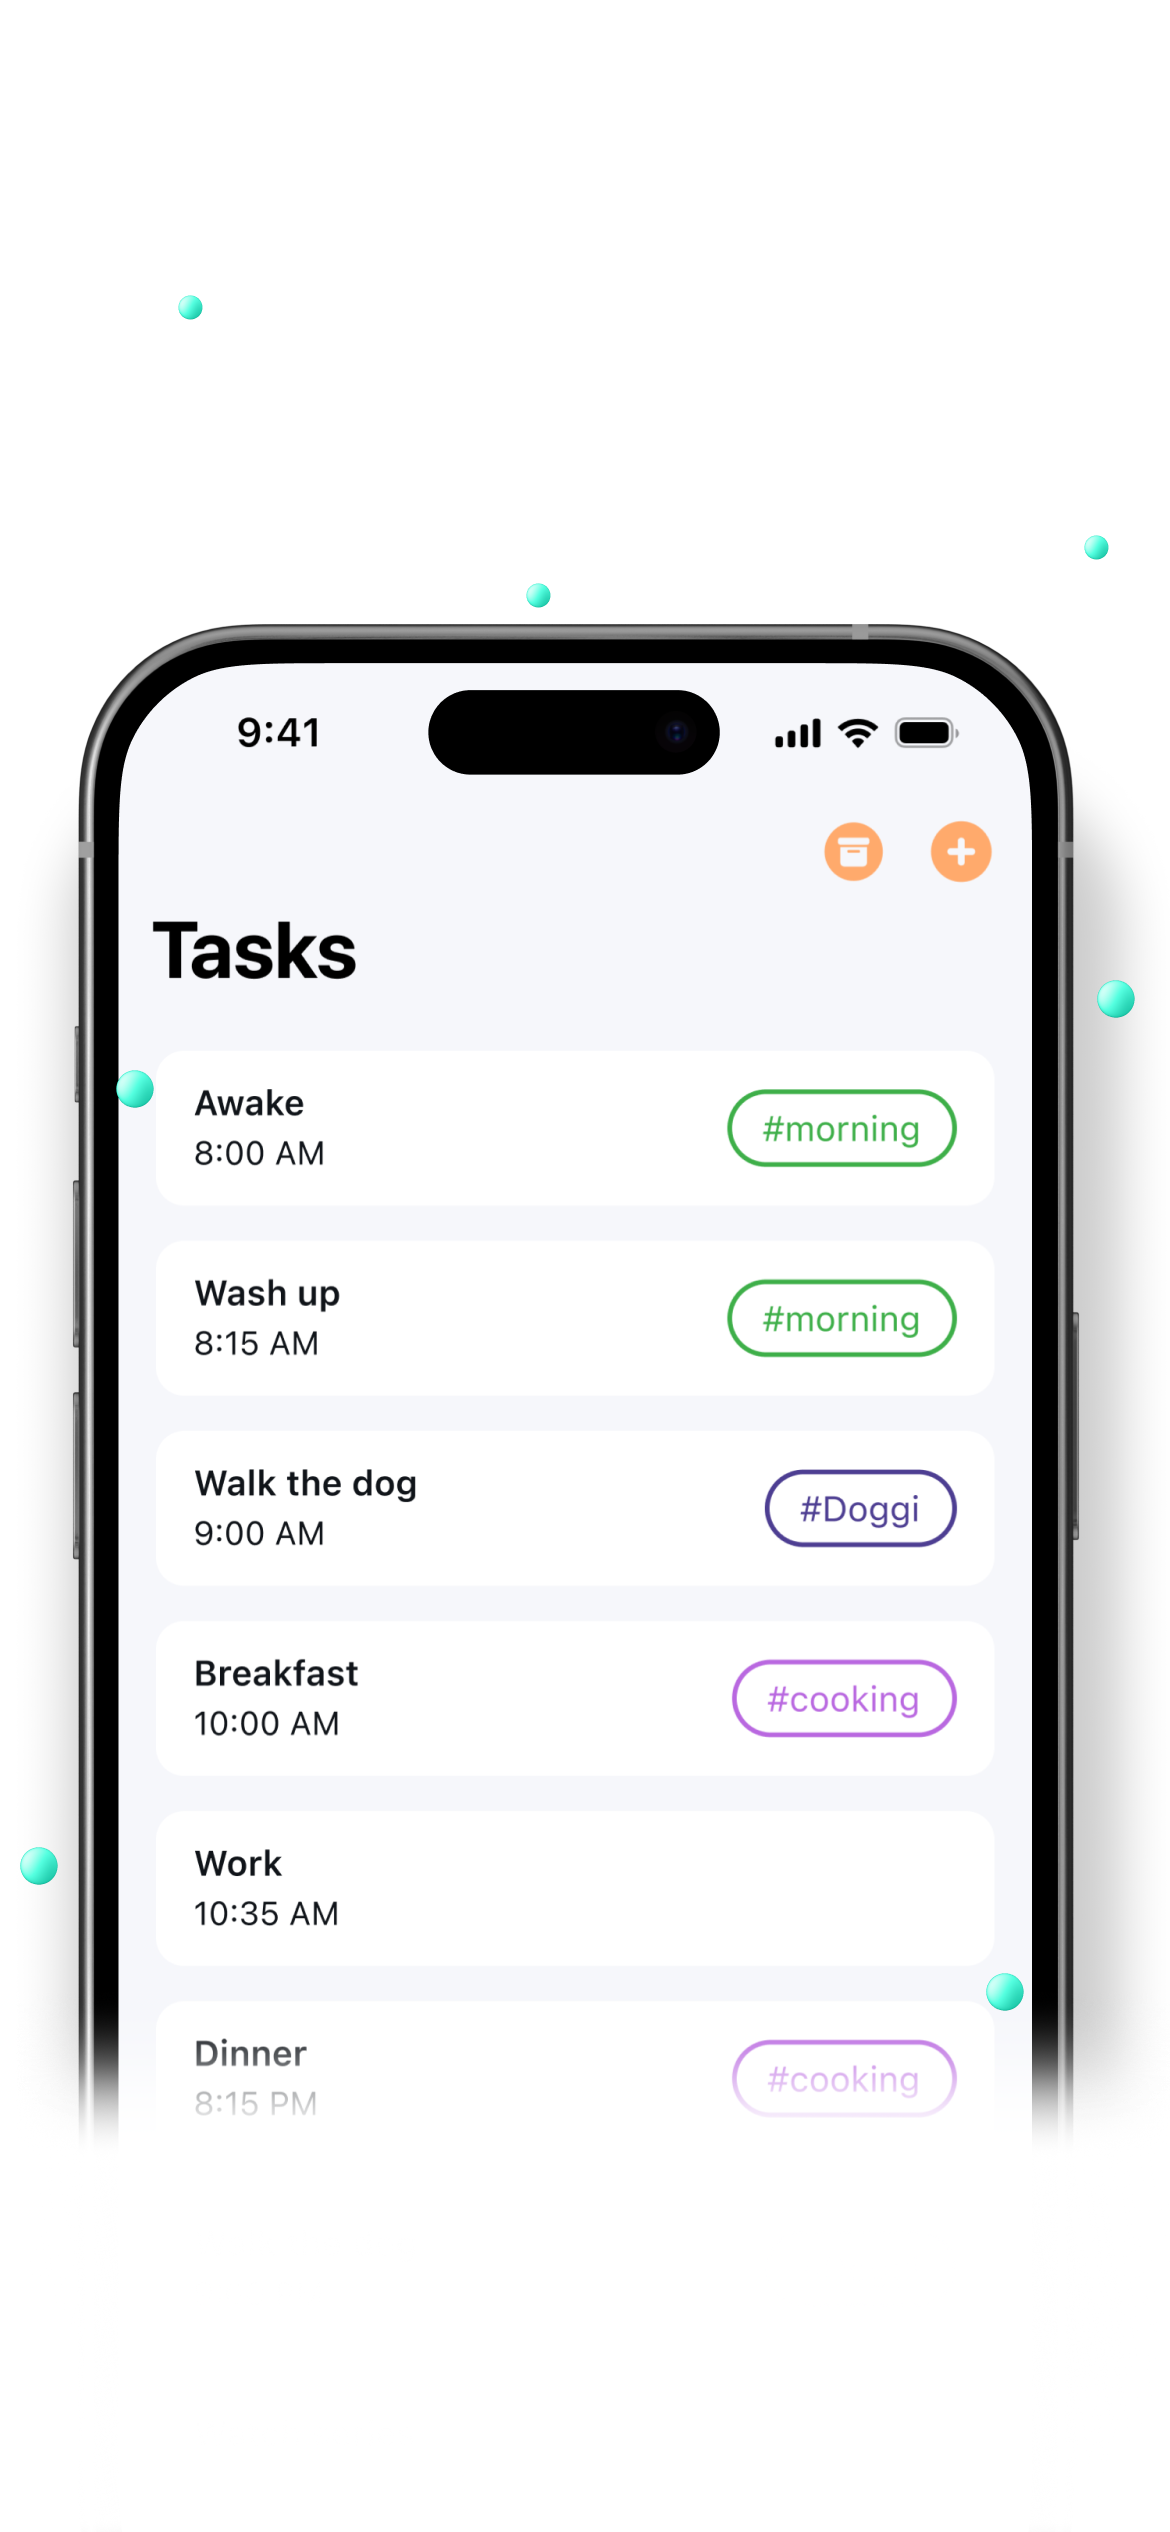 9:41
Tasks
Awake
8:00 AM
#morning
Wash up
8:15 AM
#morning
Walk the dog
9:00 AM
#Doggi
Breakfast
10:00 AM
#cooking
Work
10:35 AM
Dinner
8:15 PM
#cooking